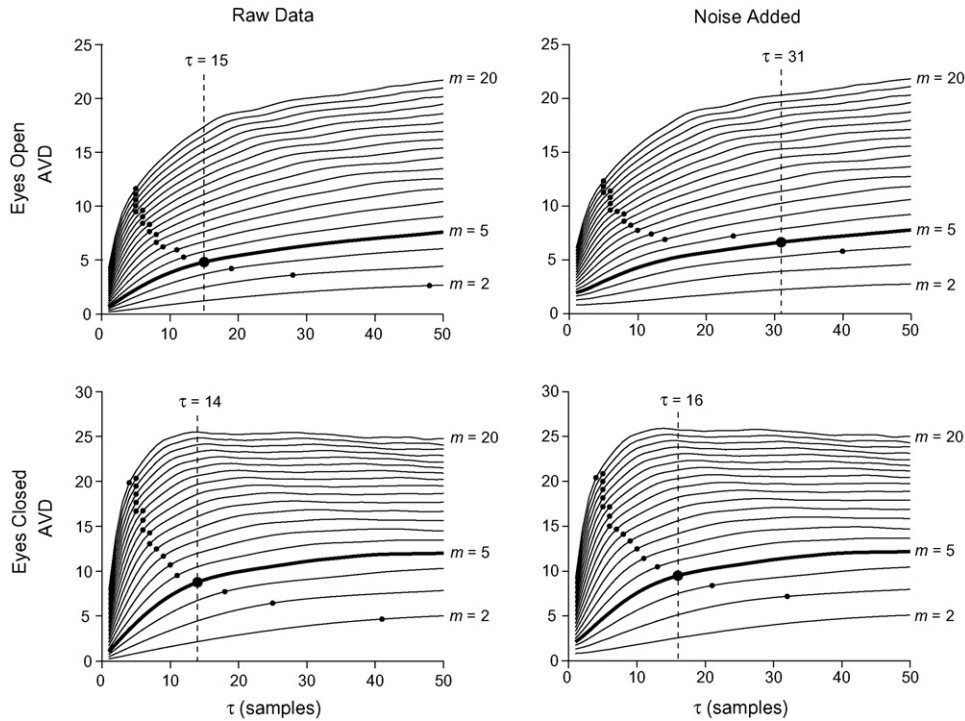 Raw Data
Noise Added
Eyes Open
AVD
25
20
15
10
5
0
τ = 15
m = 20
m = 5
m = 2
0 10 20 30 40 50
25
20
15
10
5
0
τ = 31
m = 20
m = 5
m = 2
0 10 20 30 40 50
Eyes Closed
AVD
30
25
20
15
10
5
0
τ = 14
m = 20
m = 5
m = 2
0 10 20 30 40 50
τ (samples)
30
25
20
15
10
5
0
τ = 16
m = 20
m = 5
m = 2
0 10 20 30 40 50
τ (samples)